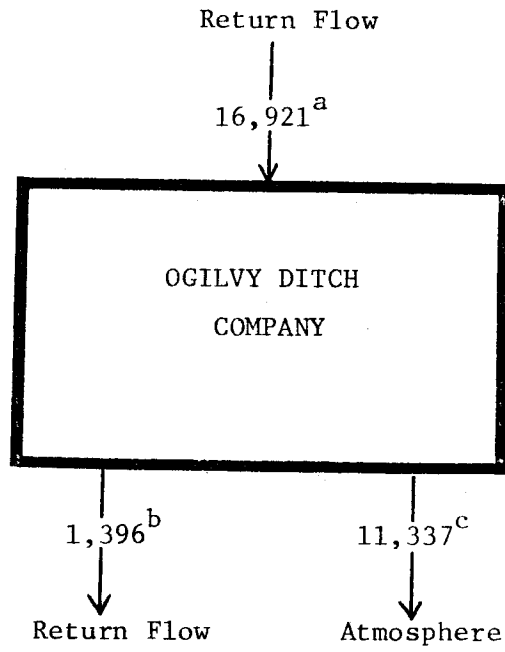 Return Flow
16,921a
OGILVY DITCH
COMPANY
1,396b 11,337c
Return Flow Atmosphere